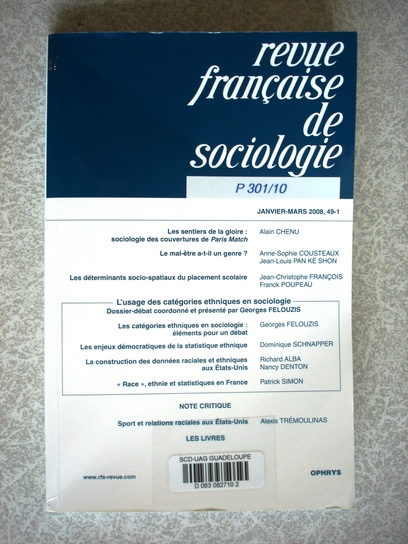 revue
française
de
sociologie
P 301/10
JANVIER-MARS 2008, 49-1
Les sentiers de la gloire : Alain CHENU
sociologie des couvertures de Paris Match
Le mal-être a-t-il un genre ? Anne-Sophie COUSTEAUX
Jean-Louis PAN KÉ SHON
Les déterminants socio-spatiaux du placement scolaire Jean-Christophe FRANÇOIS
Franck POUPEAU
L'usage des catégories ethniques en sociologie
Dossier-débat coordonné et présenté par Georges FELOUZIS
Les catégories ethniques en sociologie : Georges FELOUZIS
éléments pour un débat
Les enjeux démocratiques de la statistique ethnique Dominique SCHNAPPER
La construction des données raciales et ethniques Richard ALBA
aux États-Unis Nancy DENTON
« Race », ethnie et statistiques en France Patrick SIMON
NOTE CRITIQUE
Sport et relations raciales aux États-Unis Alexis TRÉMOULINAS
LES LIVRES
SCD-UAG GUADELOUPE
D 063 082710 2
www.rfs-revue.com
OPHRYS